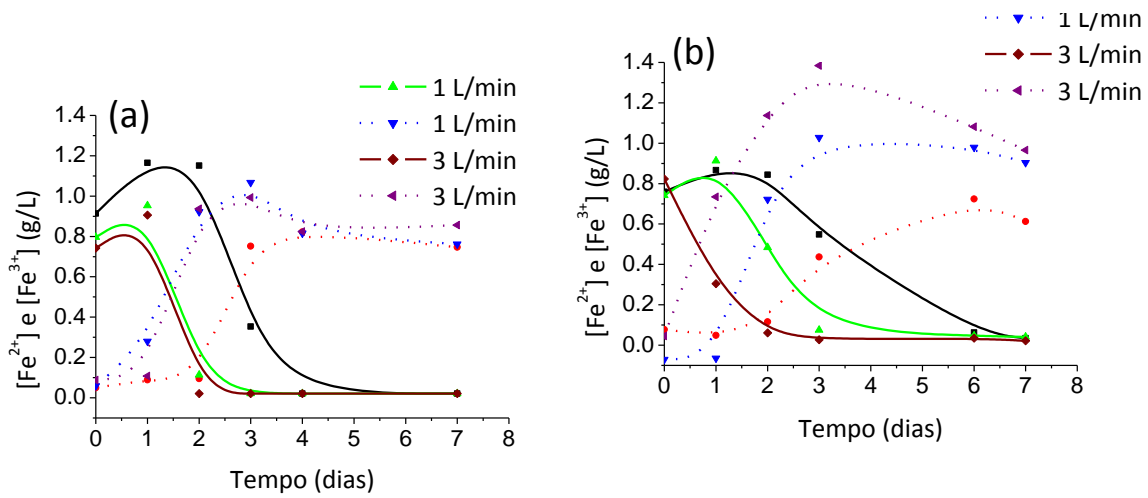 (a)
1 L/min
1 L/min
3 L/min
3 L/min
[Fe2+] e [Fe3+] (g/L)
1.4
1.2
1.0
0.8
0.6
0.4
0.2
0.0
0 1 2 3 4 5 6 7 8
Tempo (dias)
(b)
1 L/min
3 L/min
3 L/min
[Fe2+] e [Fe3+] (g/L)
1.4
1.2
1.0
0.8
0.6
0.4
0.2
0.0
0 1 2 3 4 5 6 7 8
Tempo (dias)